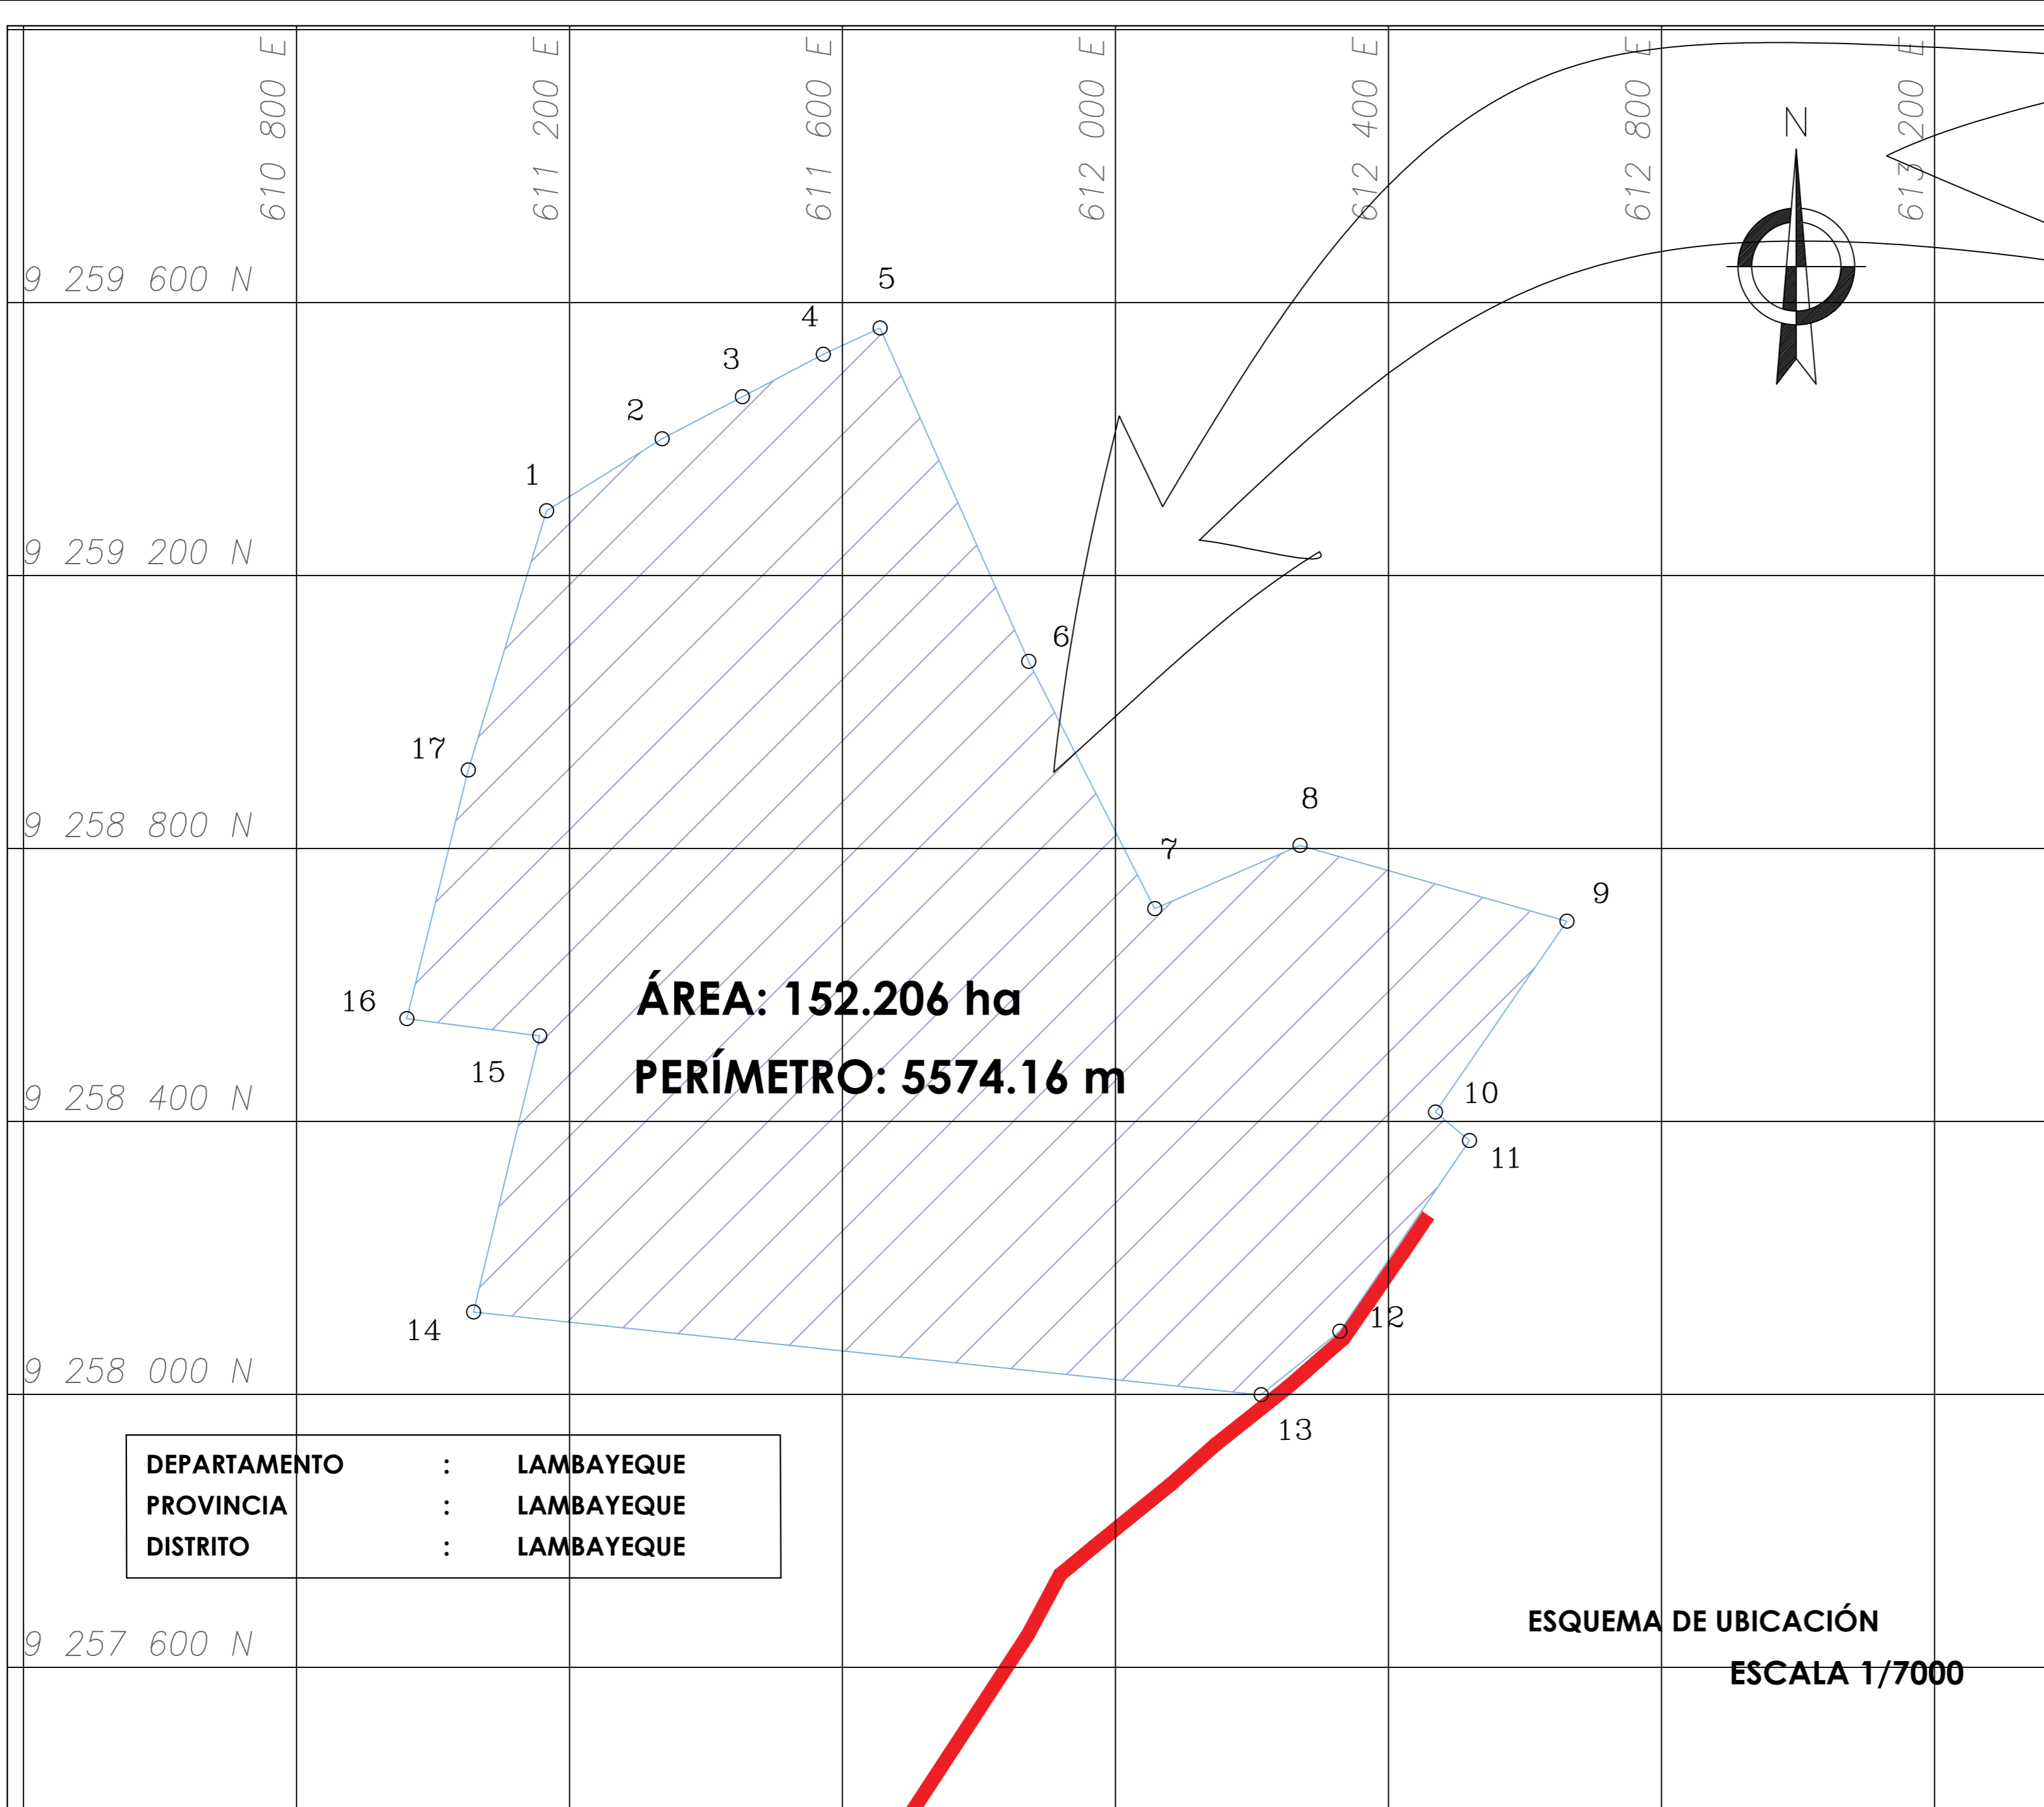 610 800 E
611 200 E
611 600 E
612 000 E
612 400 E
612 800 E
613 200 E
N
9 259 600 N
5
4
3
2
1
9 259 200 N
6
17
9 258 800 N
8
7
9
16
ÁREA: 152.206 ha
15
PERÍMETRO: 5574.16 m
9 258 400 N
10
11
14
12
9 258 000 N
13
DEPARTAMENTO : LAMBAYEQUE
PROVINCIA : LAMBAYEQUE
DISTRITO : LAMBAYEQUE
9 257 600 N
ESQUEMA DE UBICACIÓN
ESCALA 1/7000